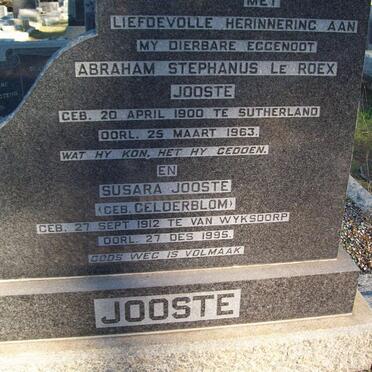 MET
LIEFDEVOLLE HERINNERING AAN
MY DIERBARE EGGENOOT
ABRAHAM STEPHANUS LE ROEX
JOOSTE
GEB. 20 APRIL 1900 TE SUTHERLAND
OORL. 25 MAART 1963.
WAT HY KON, HET HY GEDOEN.
EN
SUSARA JOOSTE
(GEB. GELDERBLOM)
GEB. 27 SEPT 1912 TE VAN WYKSDORP
OORL. 27 DES 1995.
GODS WEG IS VOLMAAK
JOOSTE